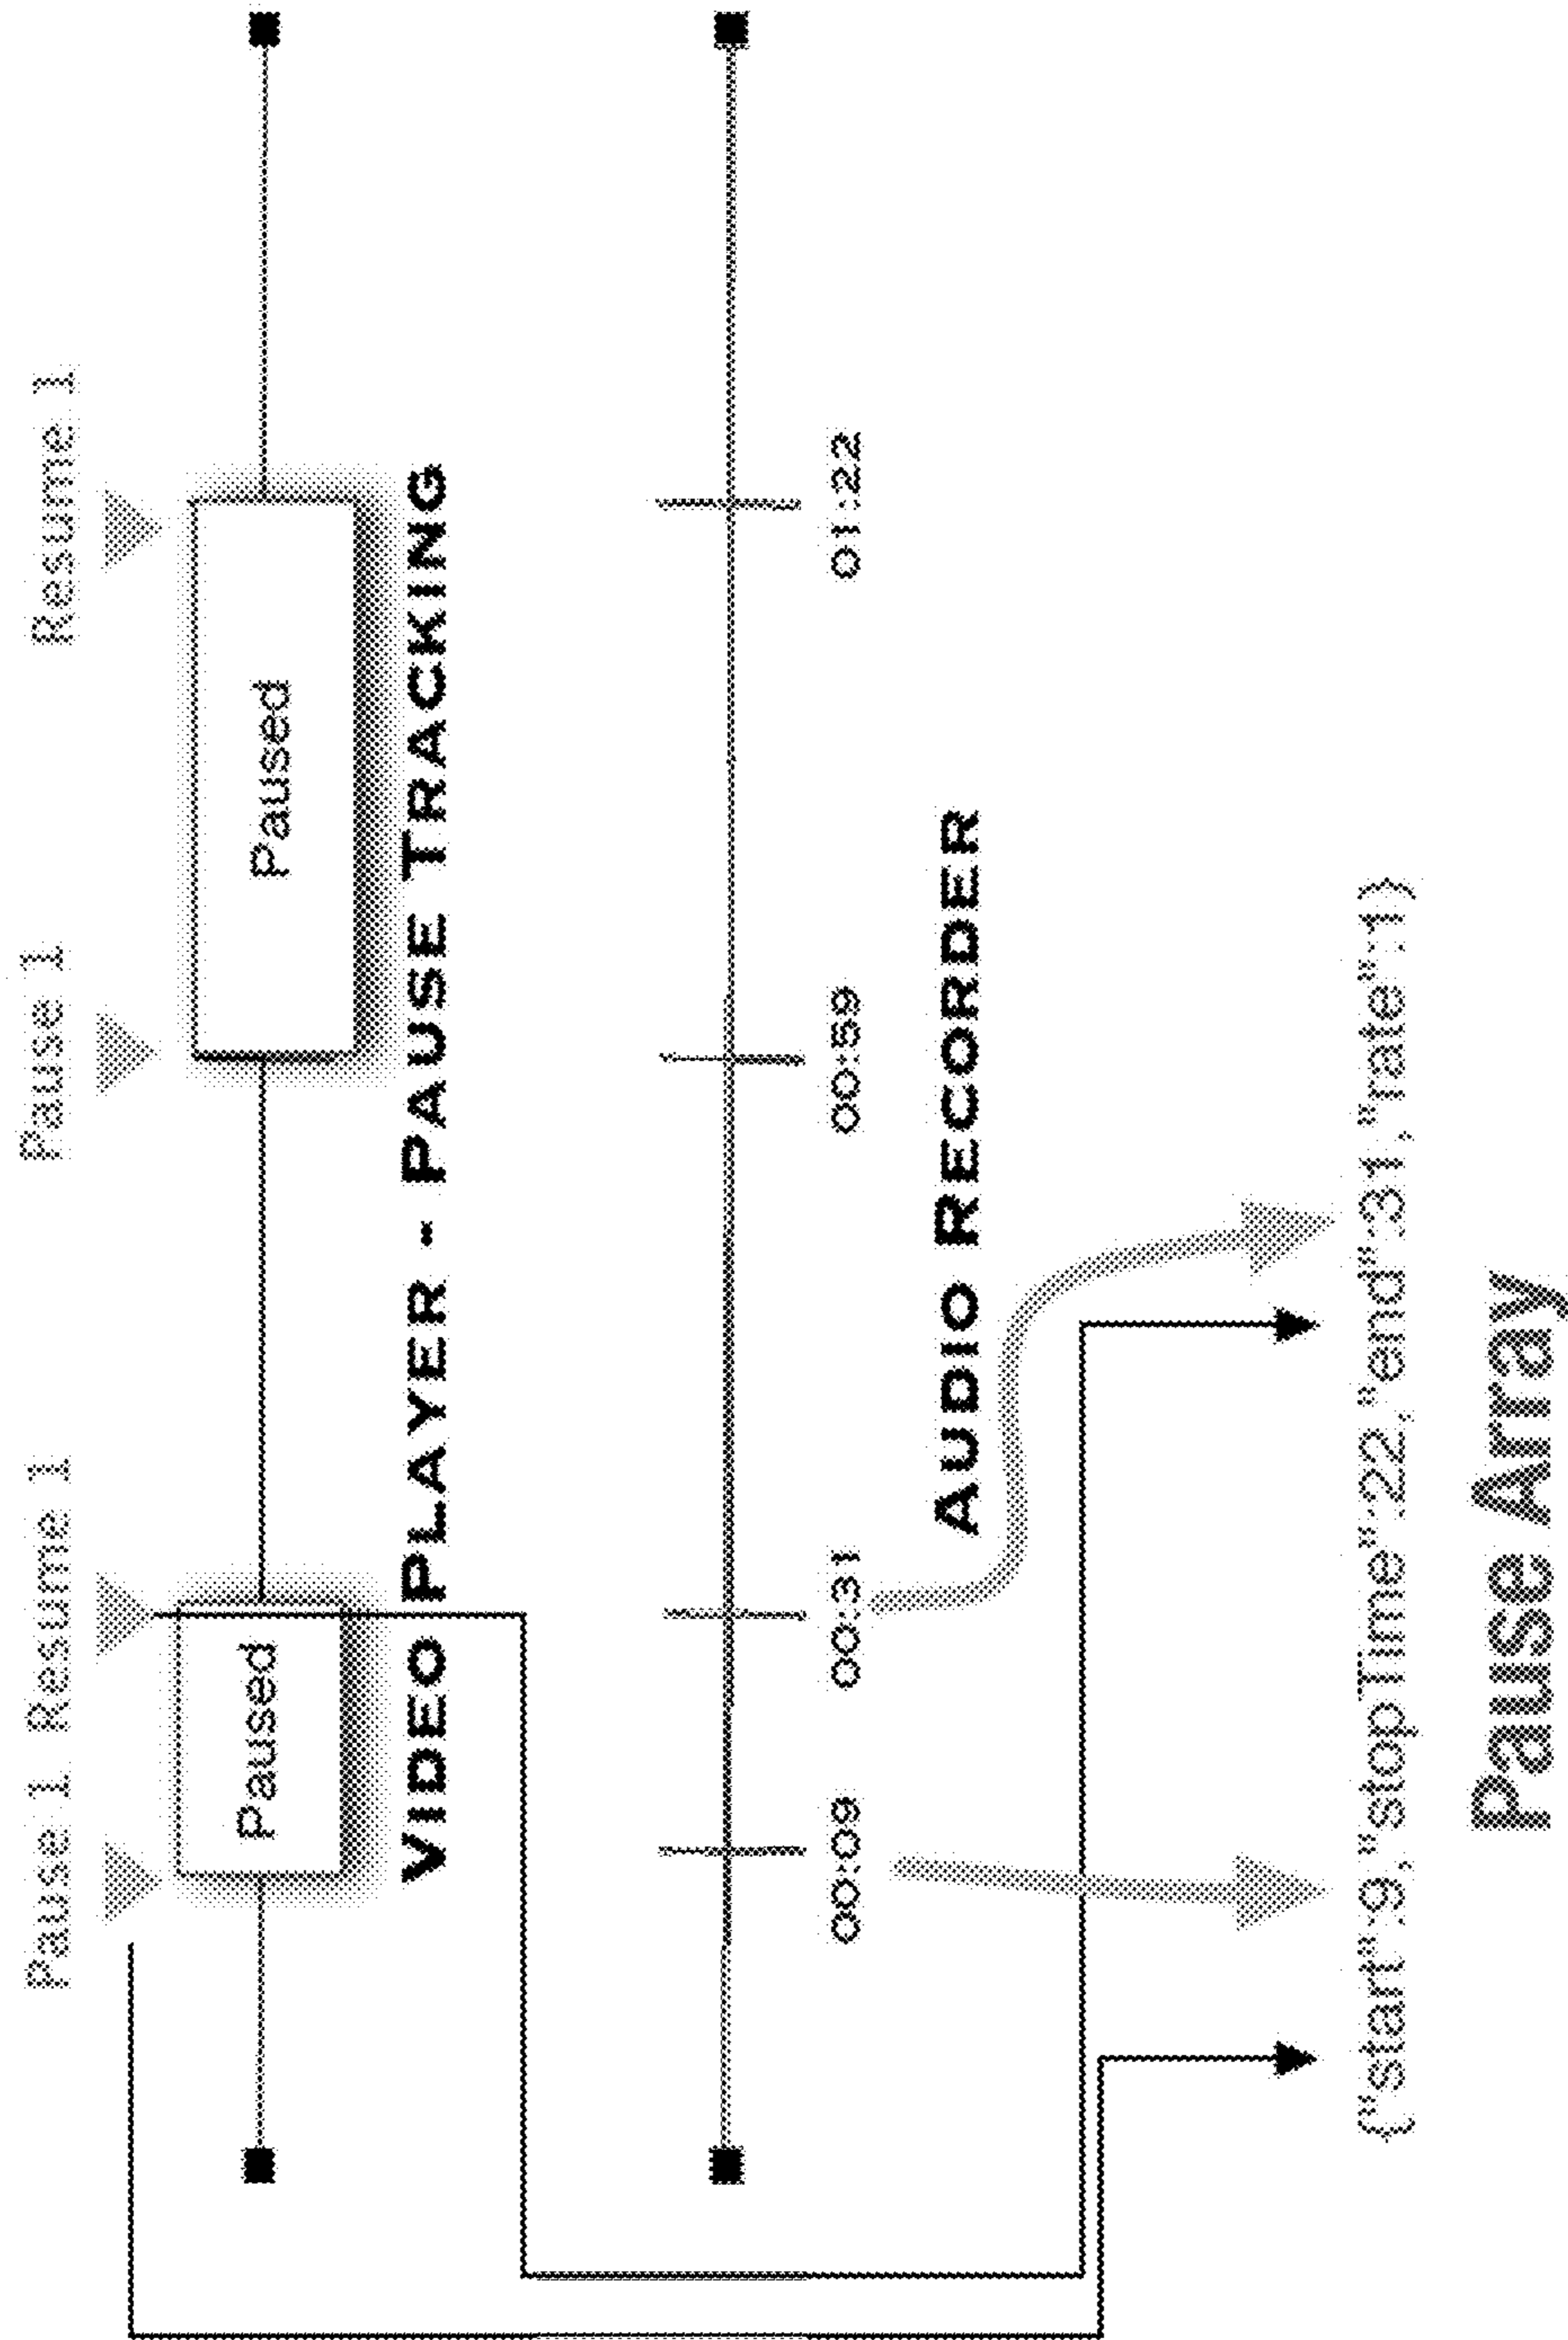 Pause 1 Resume 1
Pause 1
Resume 1
Paused
Paused
VIDEO PLAYER - PAUSE TRACKING
00:09
00:31
00:59
01:22
AUDIO RECORDER
{"start":9,"stopTime":22,"end":31,"rate":1}
Pause Array